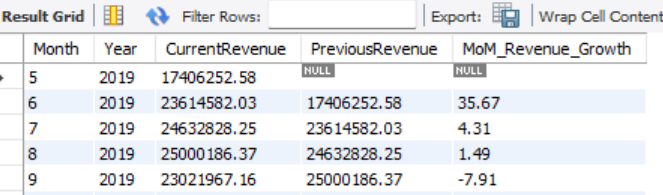 Result Grid Filter Rows: Export: Wrap Cell Content
Month Year CurrentRevenue PreviousRevenue MoM_Revenue_Growth
5 2019 17406252.58 NULL NULL
6 2019 23614582.03 17406252.58 35.67
7 2019 24632828.25 23614582.03 4.31
8 2019 25000186.37 24632828.25 1.49
9 2019 23021967.16 25000186.37 -7.91